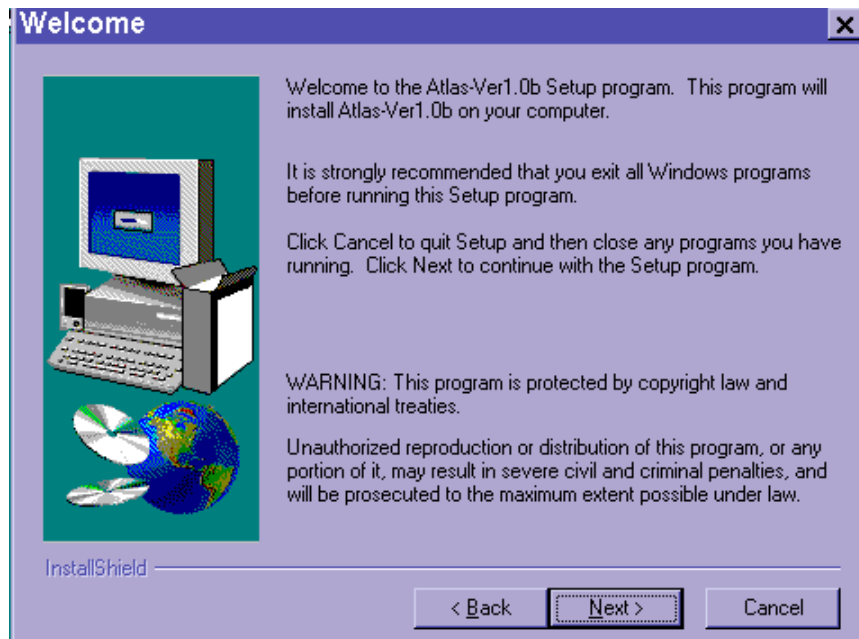 Welcome
Welcome to the Atlas-Ver1.0b Setup program. This program will
install Atlas-Ver1.0b on your computer.
It is strongly recommended that you exit all Windows programs
before running this Setup program.
Click Cancel to quit Setup and then close any programs you have
running. Click Next to continue with the Setup program.
WARNING: This program is protected by copyright law and
international treaties.
Unauthorized reproduction or distribution of this program, or any
portion of it, may result in severe civil and criminal penalties, and
will be prosecuted to the maximum extent possible under law.
InstallShield
< Back Next > Cancel